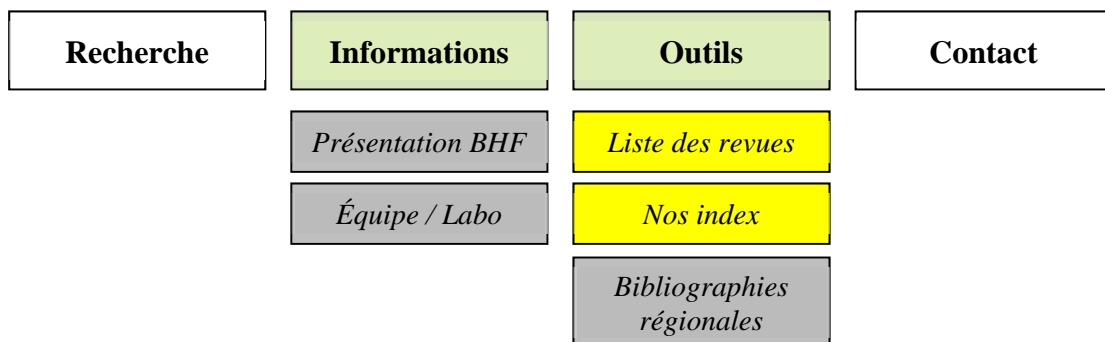 Recherche
Informations
Outils
Contact
Présentation BHF
Liste des revues
Équipe / Labo
Nos index
Bibliographies
régionales